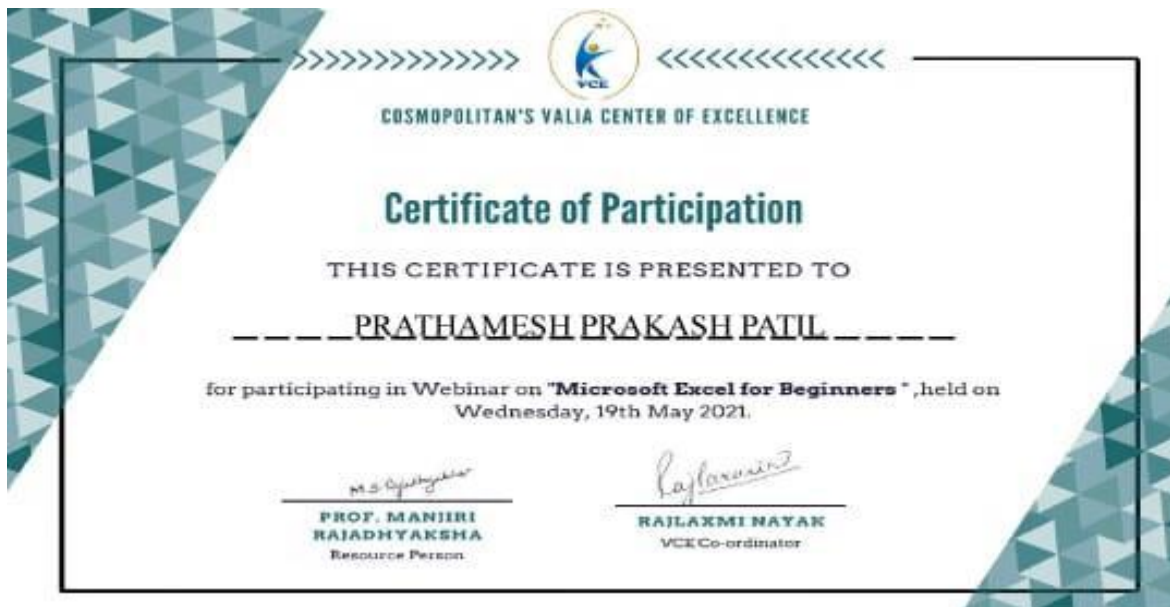 VCE
COSMOPOLITAN'S VALIA CENTER OF EXCELLENCE
Certificate of Participation
THIS CERTIFICATE IS PRESENTED TO
PRATHAMESH PRAKASH PATIL
for participating in Webinar on "Microsoft Excel for Beginners " ,held on
Wednesday, 19th May 2021.
PROF. MANJIRI
RAJADHYAKSHA
Resource Person
RAJLAXMI NAYAK
VCE Co-ordinator